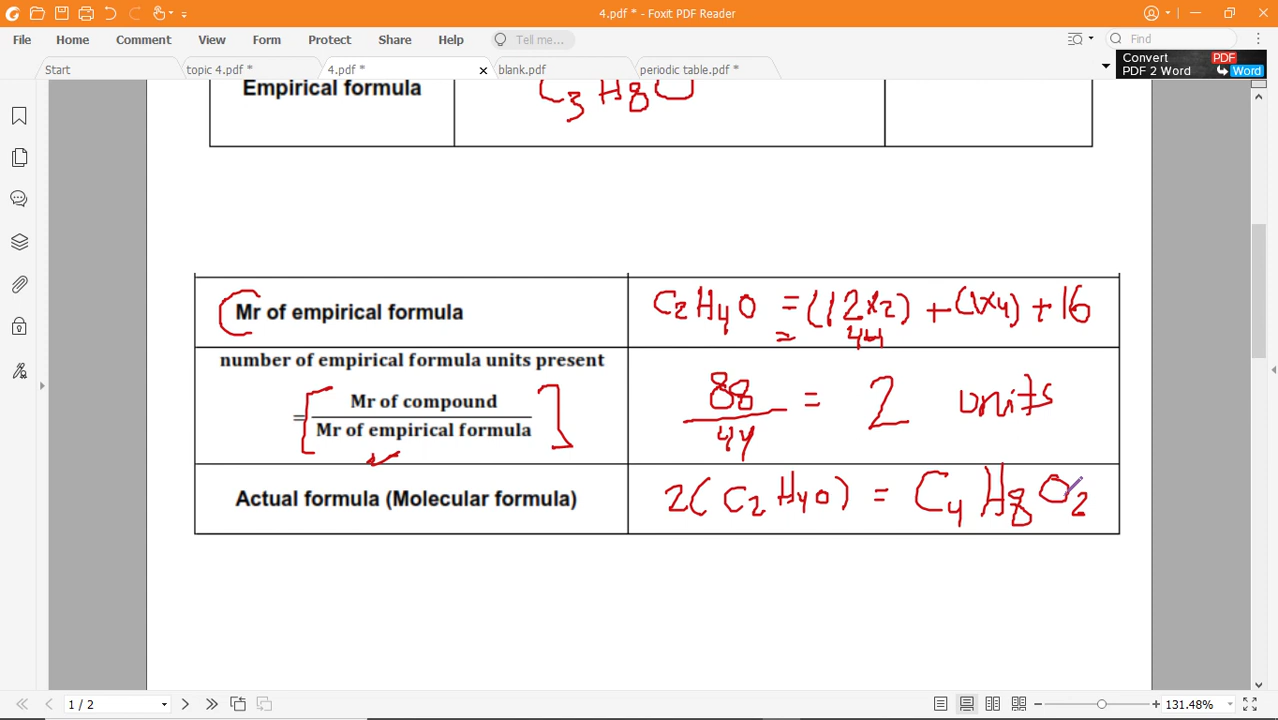 4.pdf * - Foxit PDF Reader
File Home Comment View Form Protect Share Help Tell me... Find
Start topic 4.pdf * 4.pdf * blank.pdf periodic table.pdf *
Convert PDF
PDF 2 Word Word
Empirical formula C3H8O
Mr of empirical formula C2H4O = (12x2) + (1x4) + 16
= 44
number of empirical formula units present
= [ Mr of compound / Mr of empirical formula ] 88 / 44 = 2 units
Actual formula (Molecular formula) 2(C2H4O) = C4H8O2
1 / 2 131.48%